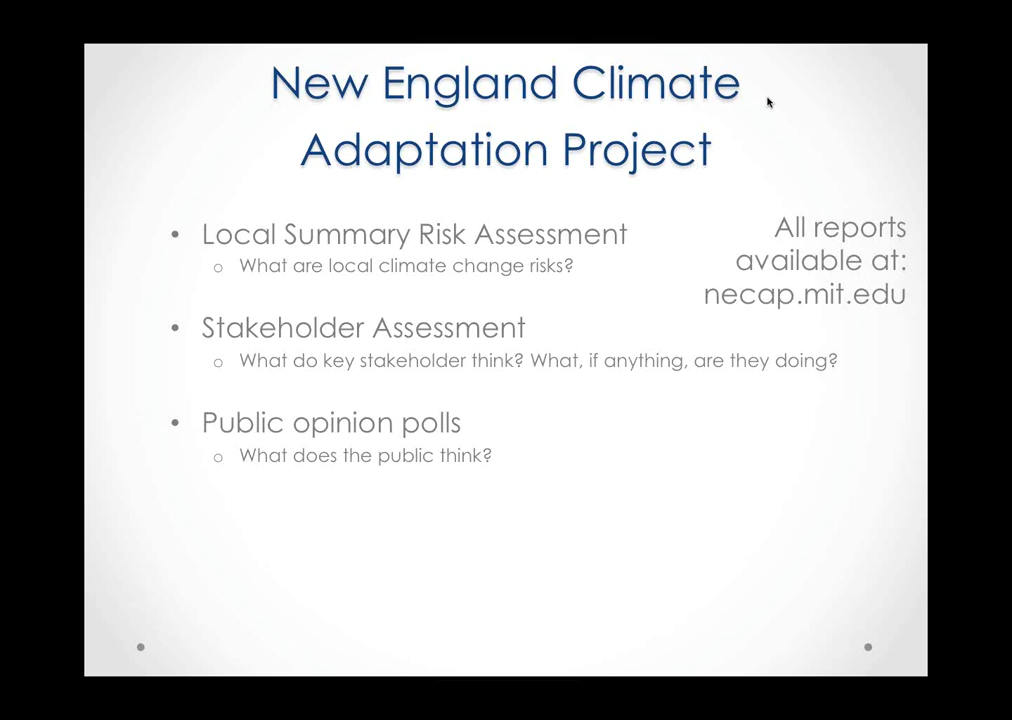 New England Climate
Adaptation Project
• Local Summary Risk Assessment
o What are local climate change risks?
• Stakeholder Assessment
o What do key stakeholder think? What, if anything, are they doing?
• Public opinion polls
o What does the public think?
All reports
available at:
necap.mit.edu